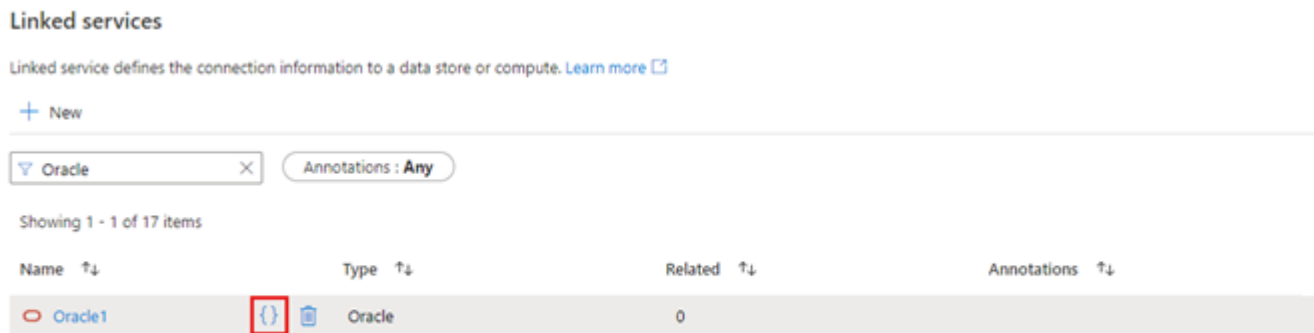 Linked services
Linked service defines the connection information to a data store or compute. Learn more
New
Oracle Annotations : Any
Showing 1 - 1 of 17 items
Name Type Related Annotations
Oracle1 {} Oracle 0